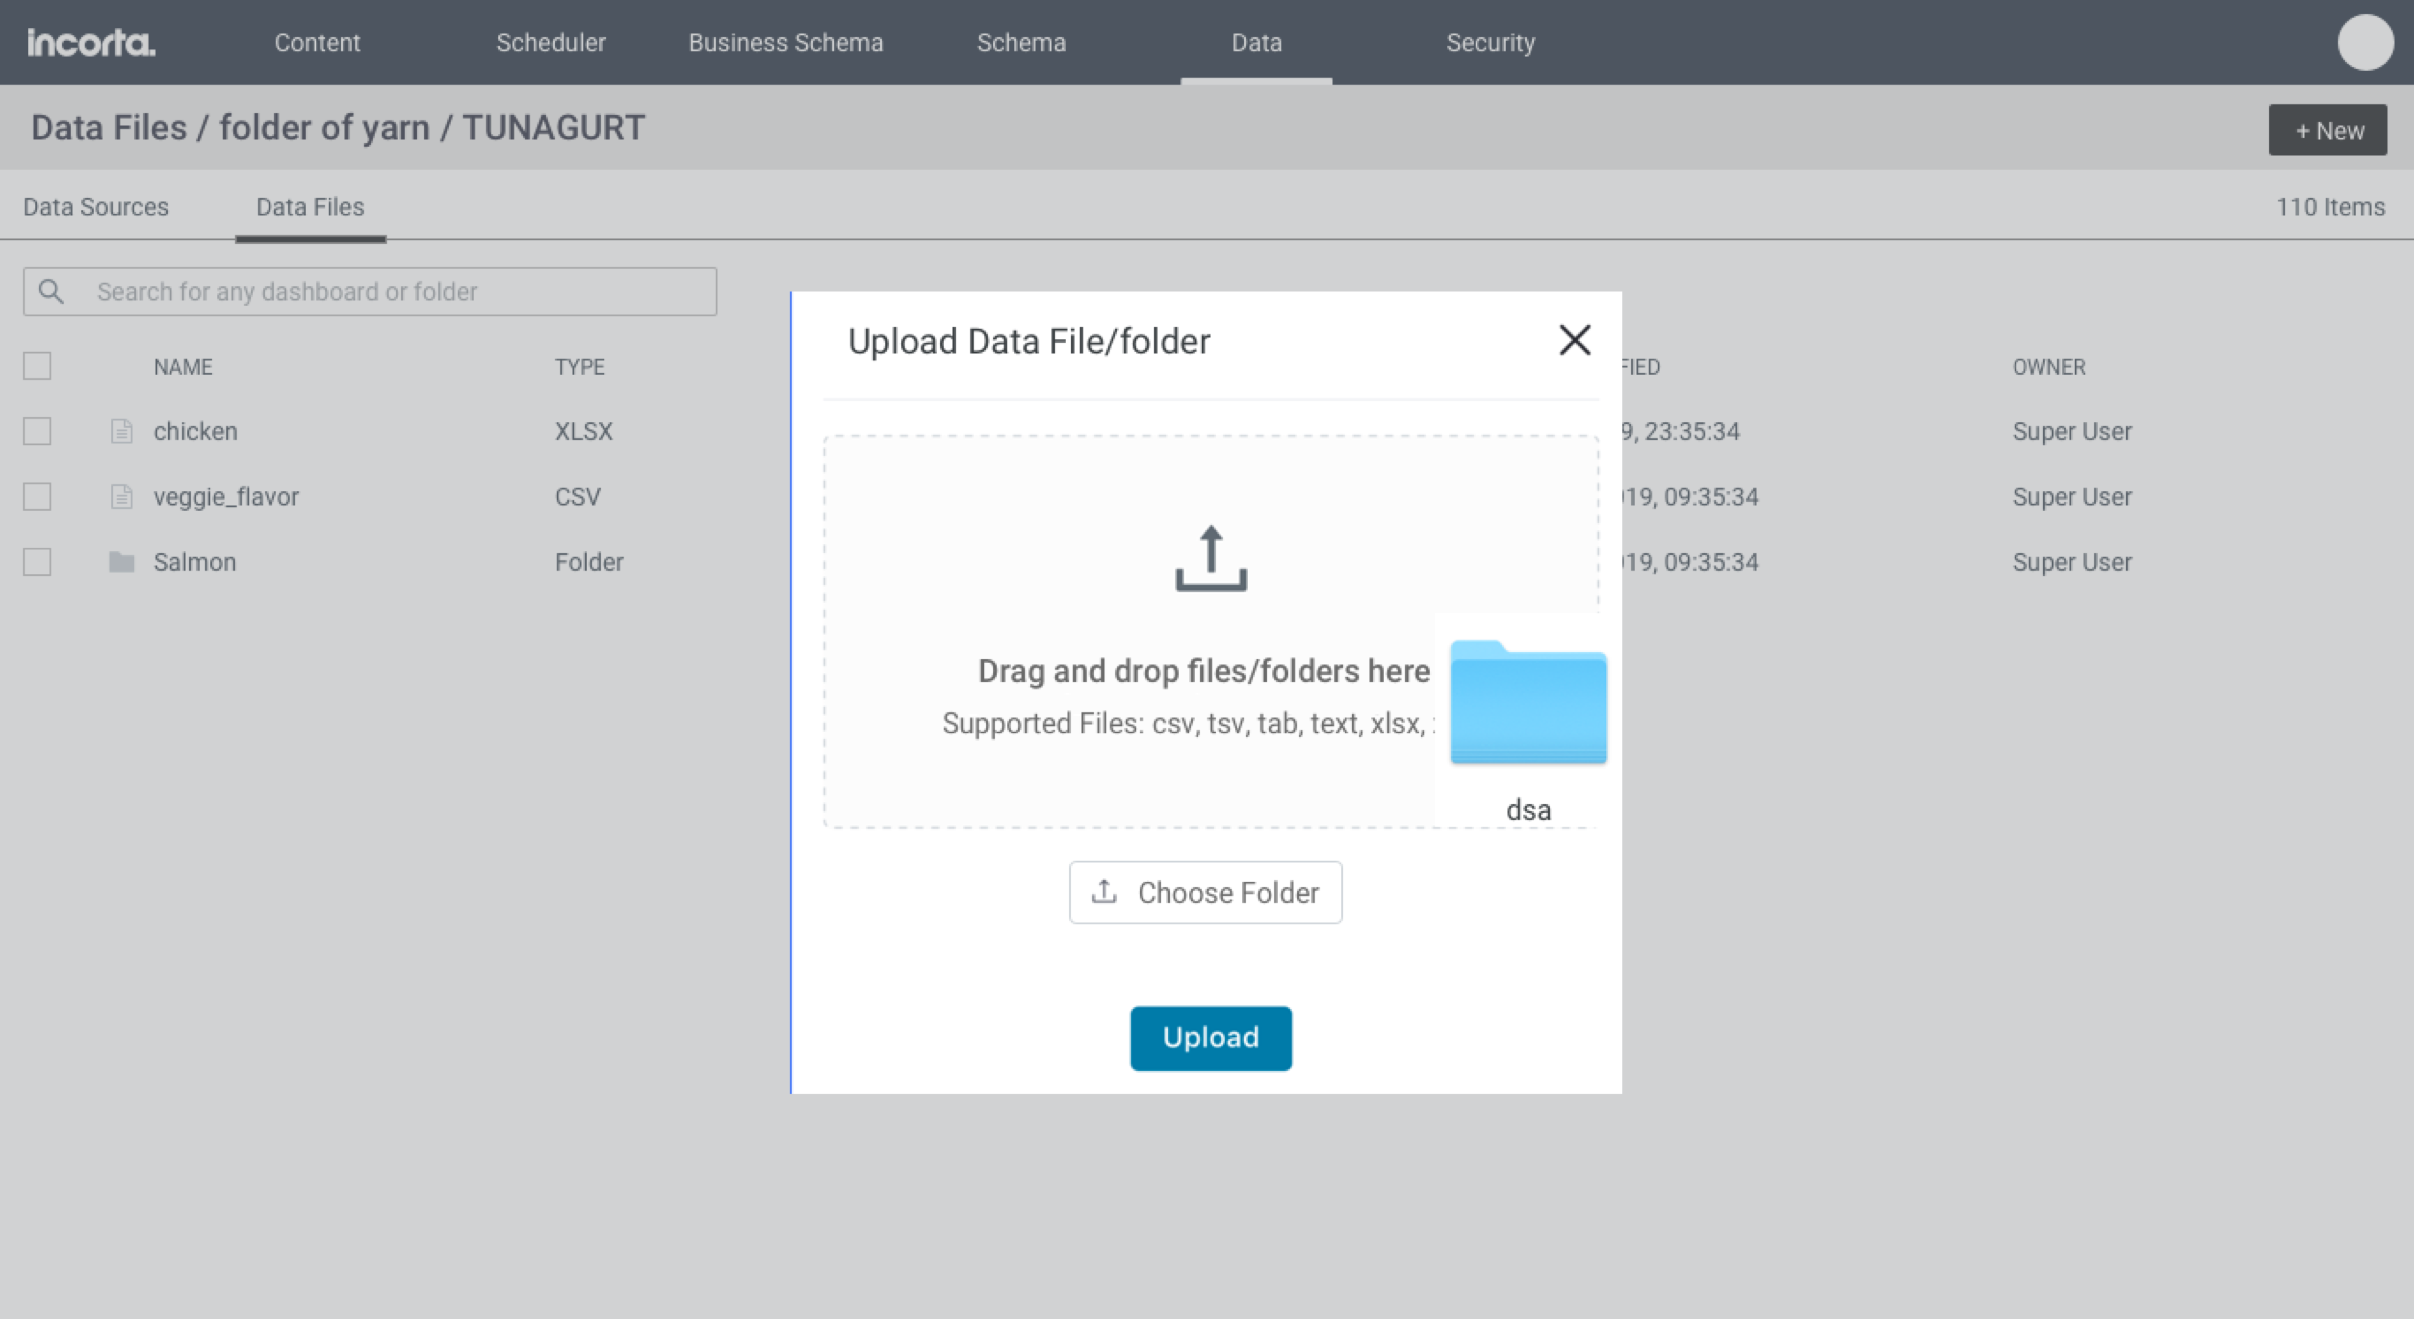 incorta. Content Scheduler Business Schema Schema Data Security
Data Files / folder of yarn / TUNAGURT
+ New
Data Sources Data Files 110 Items
Search for any dashboard or folder
NAME TYPE FIED OWNER
chicken XLSX 9, 23:35:34 Super User
veggie_flavor CSV 19, 09:35:34 Super User
Salmon Folder 19, 09:35:34 Super User
Upload Data File/folder
Drag and drop files/folders here
Supported Files: csv, tsv, tab, text, xlsx,
dsa
Choose Folder
Upload